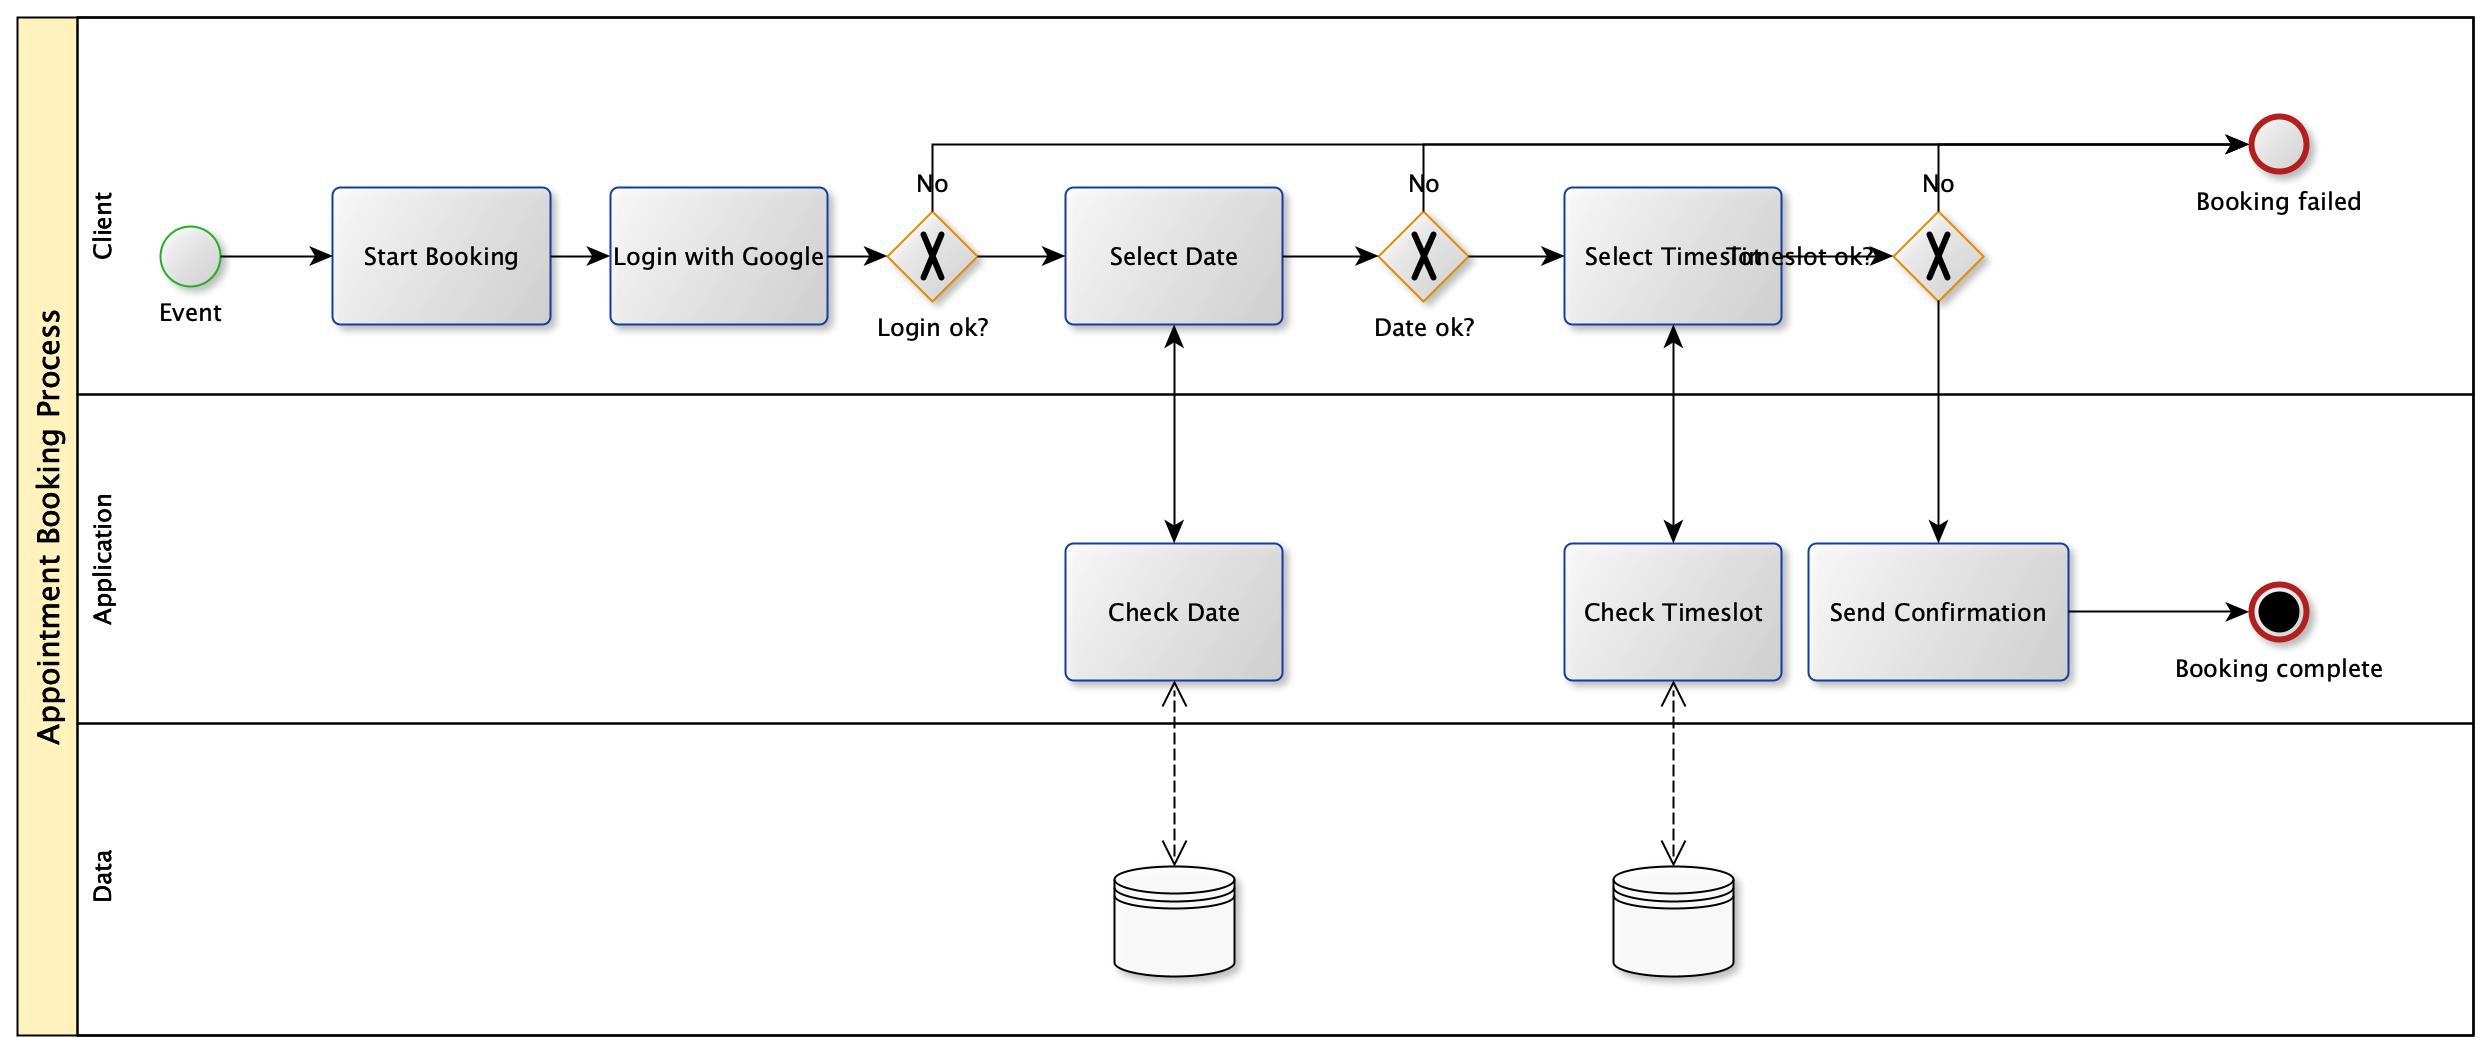 Appointment Booking Process
Client
Event
Start Booking
Login with Google
No
Login ok?
Select Date
No
Date ok?
Select Timeslot
Timeslot ok?
No
Booking failed
Application
Check Date
Check Timeslot
Send Confirmation
Booking complete
Data